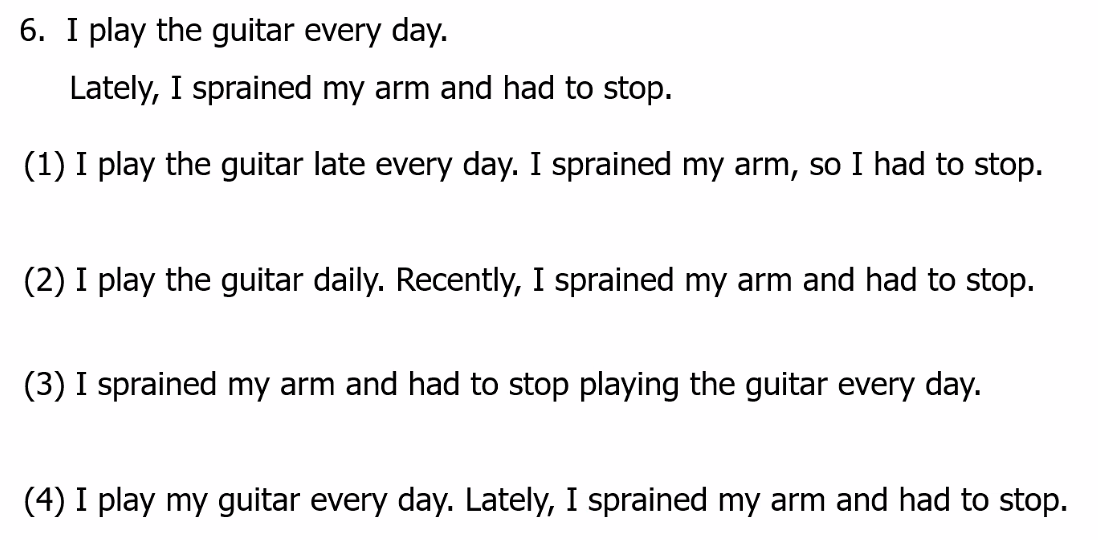 6. I play the guitar every day.
Lately, I sprained my arm and had to stop.
(1) I play the guitar late every day. I sprained my arm, so I had to stop.
(2) I play the guitar daily. Recently, I sprained my arm and had to stop.
(3) I sprained my arm and had to stop playing the guitar every day.
(4) I play my guitar every day. Lately, I sprained my arm and had to stop.